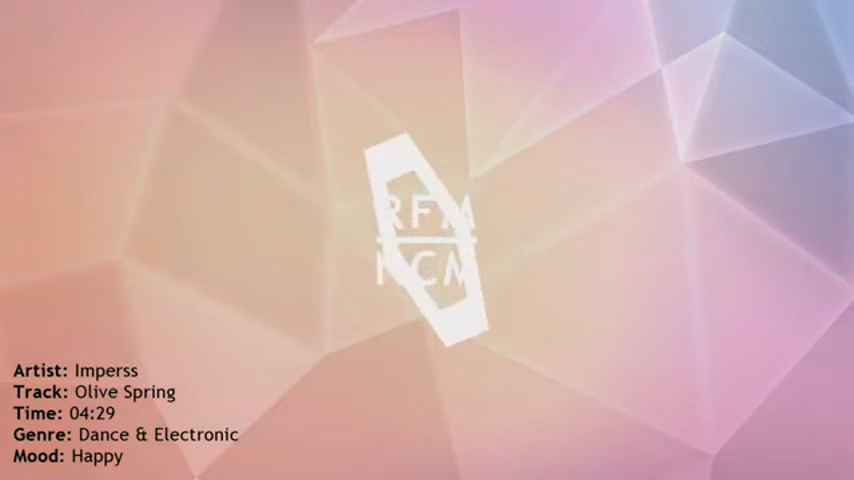 RFM
NCM
Artist: Imperss
Track: Olive Spring
Time: 04:29
Genre: Dance & Electronic
Mood: Happy